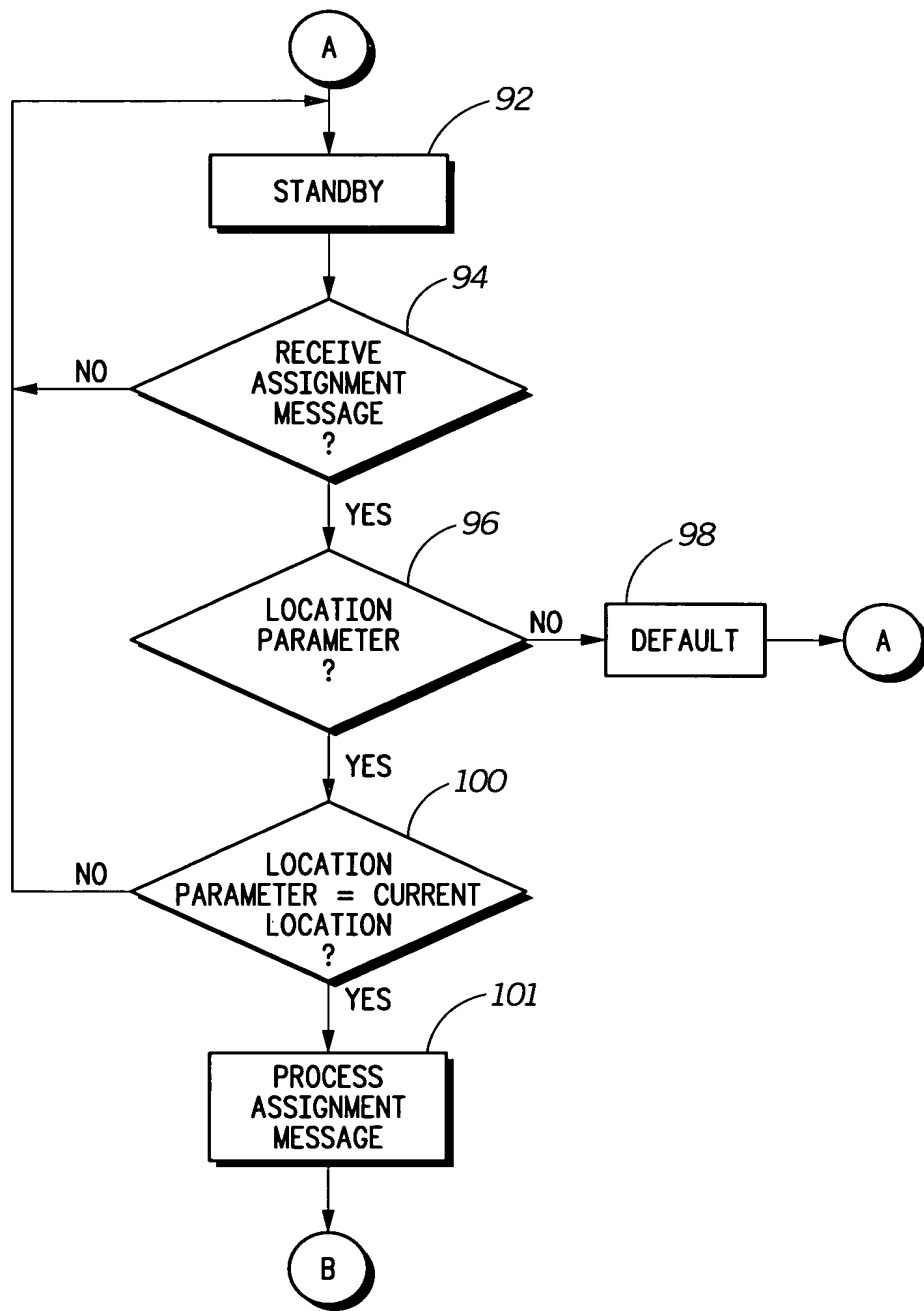 A
92
STANDBY
94
RECEIVE
ASSIGNMENT
MESSAGE
?
NO
YES
96
LOCATION
PARAMETER
?
NO
98
DEFAULT
A
YES
100
LOCATION
PARAMETER = CURRENT
LOCATION
?
NO
YES
101
PROCESS
ASSIGNMENT
MESSAGE
B